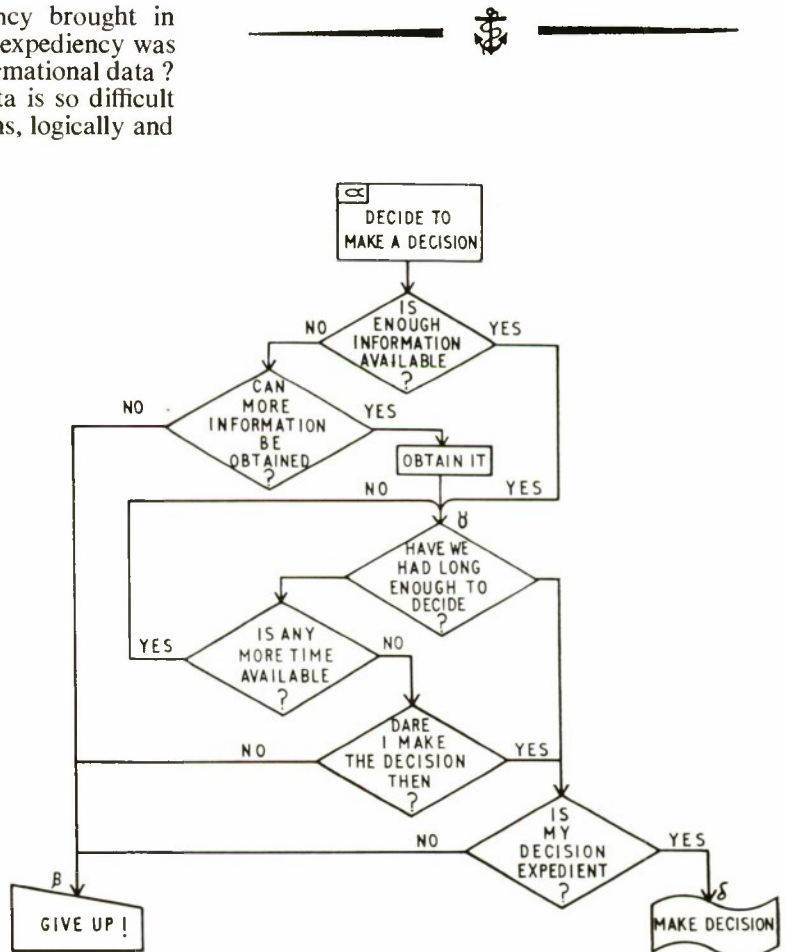 ncy brought in
expediency was
rmational data ?
ta is so difficult
ns, logically and
α
DECIDE TO
MAKE A DECISION
IS
ENOUGH
INFORMATION
AVAILABLE
?
NO
YES
CAN
MORE
INFORMATION
BE
OBTAINED
?
NO
YES
OBTAIN IT
NO
YES
γ
HAVE WE
HAD LONG
ENOUGH TO
DECIDE
?
IS ANY
MORE TIME
AVAILABLE
?
YES
NO
DARE
I MAKE
THE DECISION
THEN
?
NO
YES
IS
MY
DECISION
EXPEDIENT
?
NO
YES
β
GIVE UP !
δ
MAKE DECISION